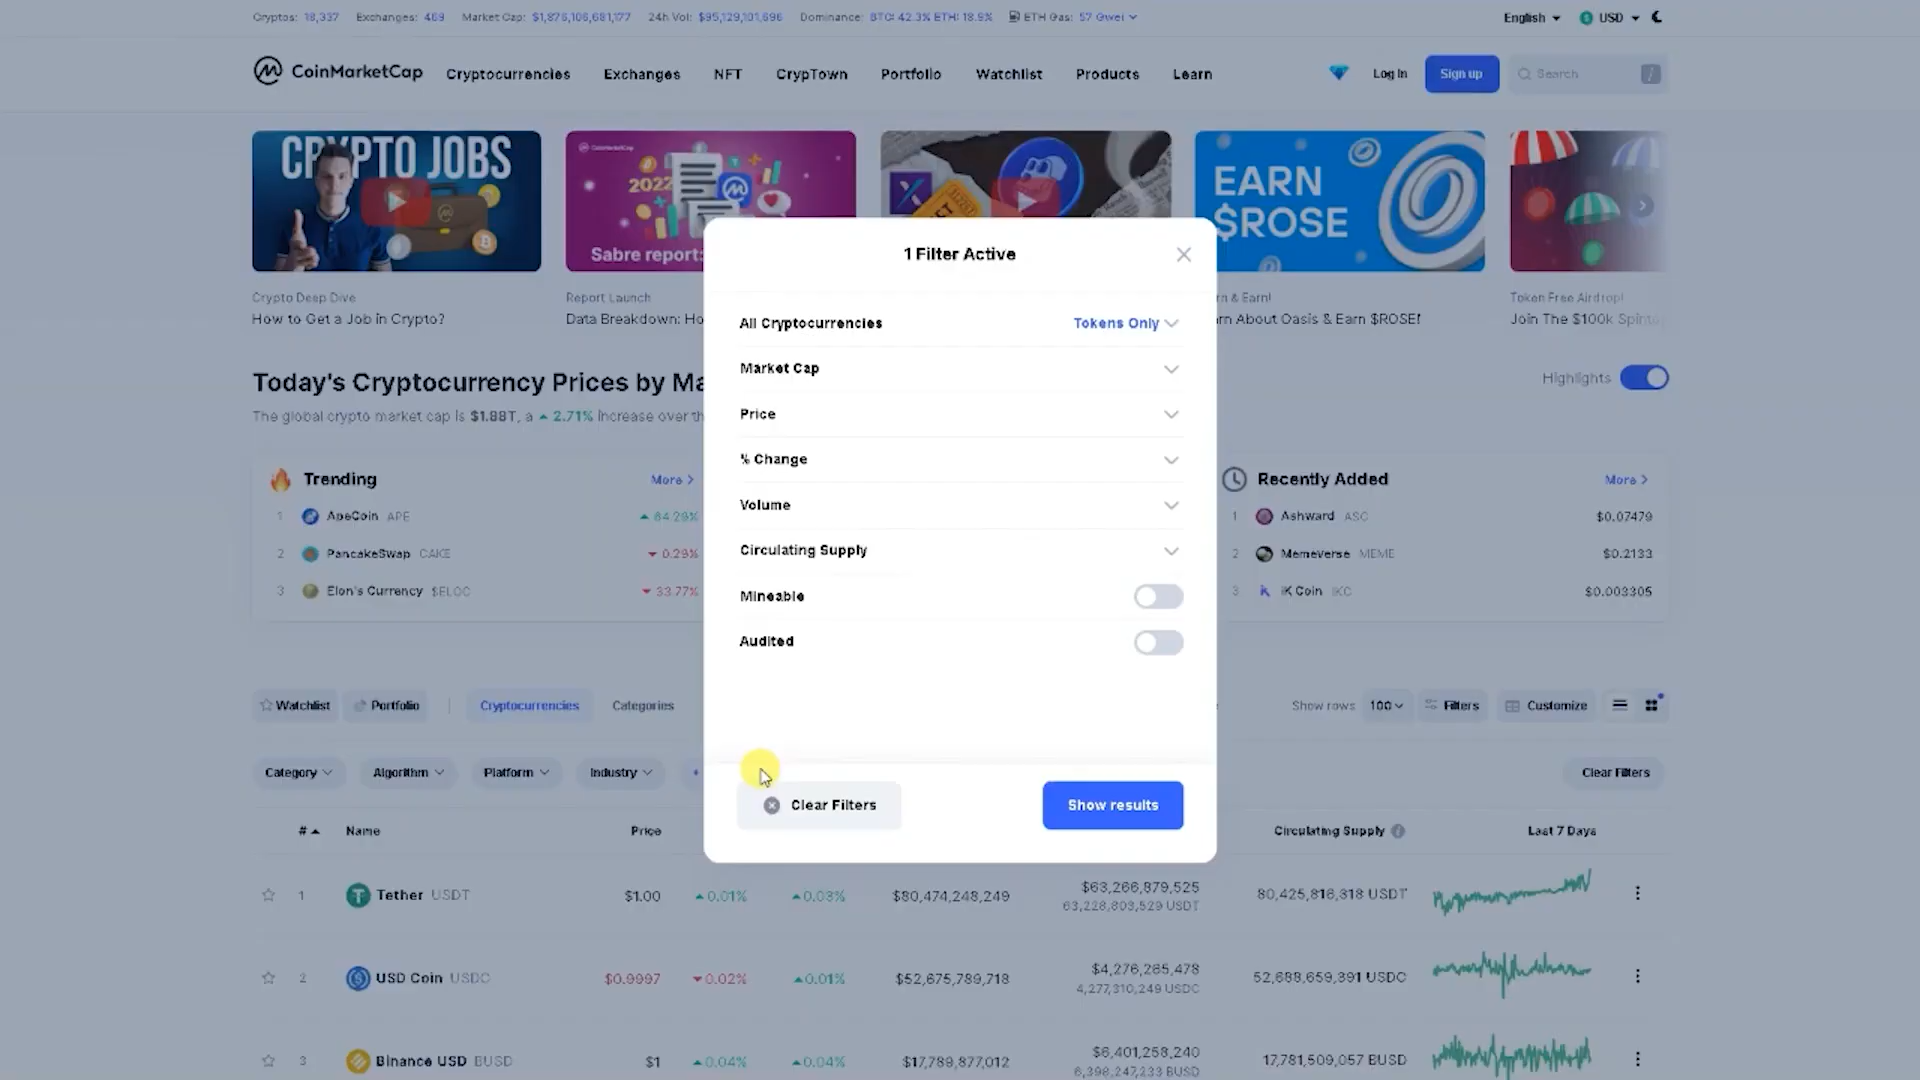 Cryptos: 18,337 Exchanges: 469 Market Cap: $1,876,106,681,177 24h Vol: $95,129,101,696 Dominance: BTC: 42.3% ETH: 18.9% ETH Gas: 57 Gwei
English USD
CoinMarketCap Cryptocurrencies Exchanges NFT CrypTown Portfolio Watchlist Products Learn Log In Sign up Search /
CRYPTO JOBS
CoinMarketCap
2022
Sabre report:
EARN
$ROSE
Crypto Deep Dive
How to Get a Job in Crypto?
Report Launch
Data Breakdown: Ho
rn & Earn!
rn About Oasis & Earn $ROSE!
Token Free Airdrop!
Join The $100k Spinto
Today's Cryptocurrency Prices by Ma
Highlights
The global crypto market cap is $1.88T, a 2.71% increase over th
Trending More
1 ApeCoin APE 64.29%
2 PancakeSwap CAKE 0.29%
3 Elon's Currency $ELOC 33.77%
Recently Added More
1 Ashward ASC $0.07479
2 Memeverse MEME $0.2133
3 iK Coin IKC $0.003305
1 Filter Active
All Cryptocurrencies Tokens Only
Market Cap
Price
% Change
Volume
Circulating Supply
Mineable
Audited
Clear Filters Show results
Watchlist Portfolio Cryptocurrencies Categories Show rows 100 Filters Customize
Category Algorithm Platform Industry Clear Filters
# Name Price Circulating Supply Last 7 Days
1 Tether USDT $1.00 0.01% 0.03% $80,474,248,249 $63,266,879,525 80,425,816,318 USDT
63,228,803,529 USDT
2 USD Coin USDC $0.9997 0.02% 0.01% $52,675,789,718 $4,276,265,478 52,688,659,391 USDC
4,277,310,249 USDC
3 Binance USD BUSD $1 0.04% 0.04% $17,789,877,012 $6,401,258,240 17,781,509,057 BUSD
6,398,247,233 BUSD